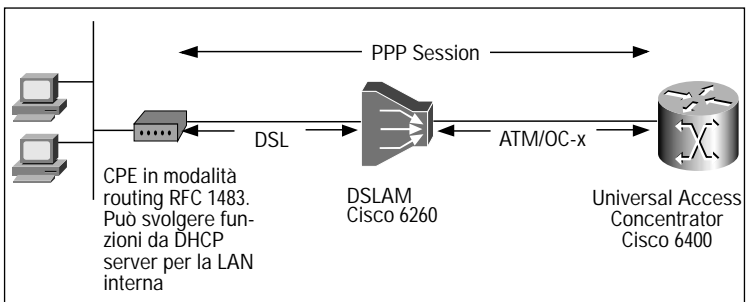 PPP Session
DSL
ATM/OC-x
CPE in modalità
routing RFC 1483.
Può svolgere fun-
zioni da DHCP
server per la LAN
interna
DSLAM
Cisco 6260
Universal Access
Concentrator
Cisco 6400